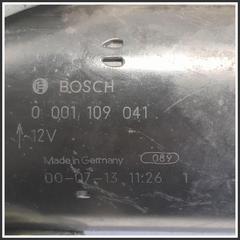 BOSCH
0 001 109 041
12V
Made in Germany 089
00-07-13 11:26 1